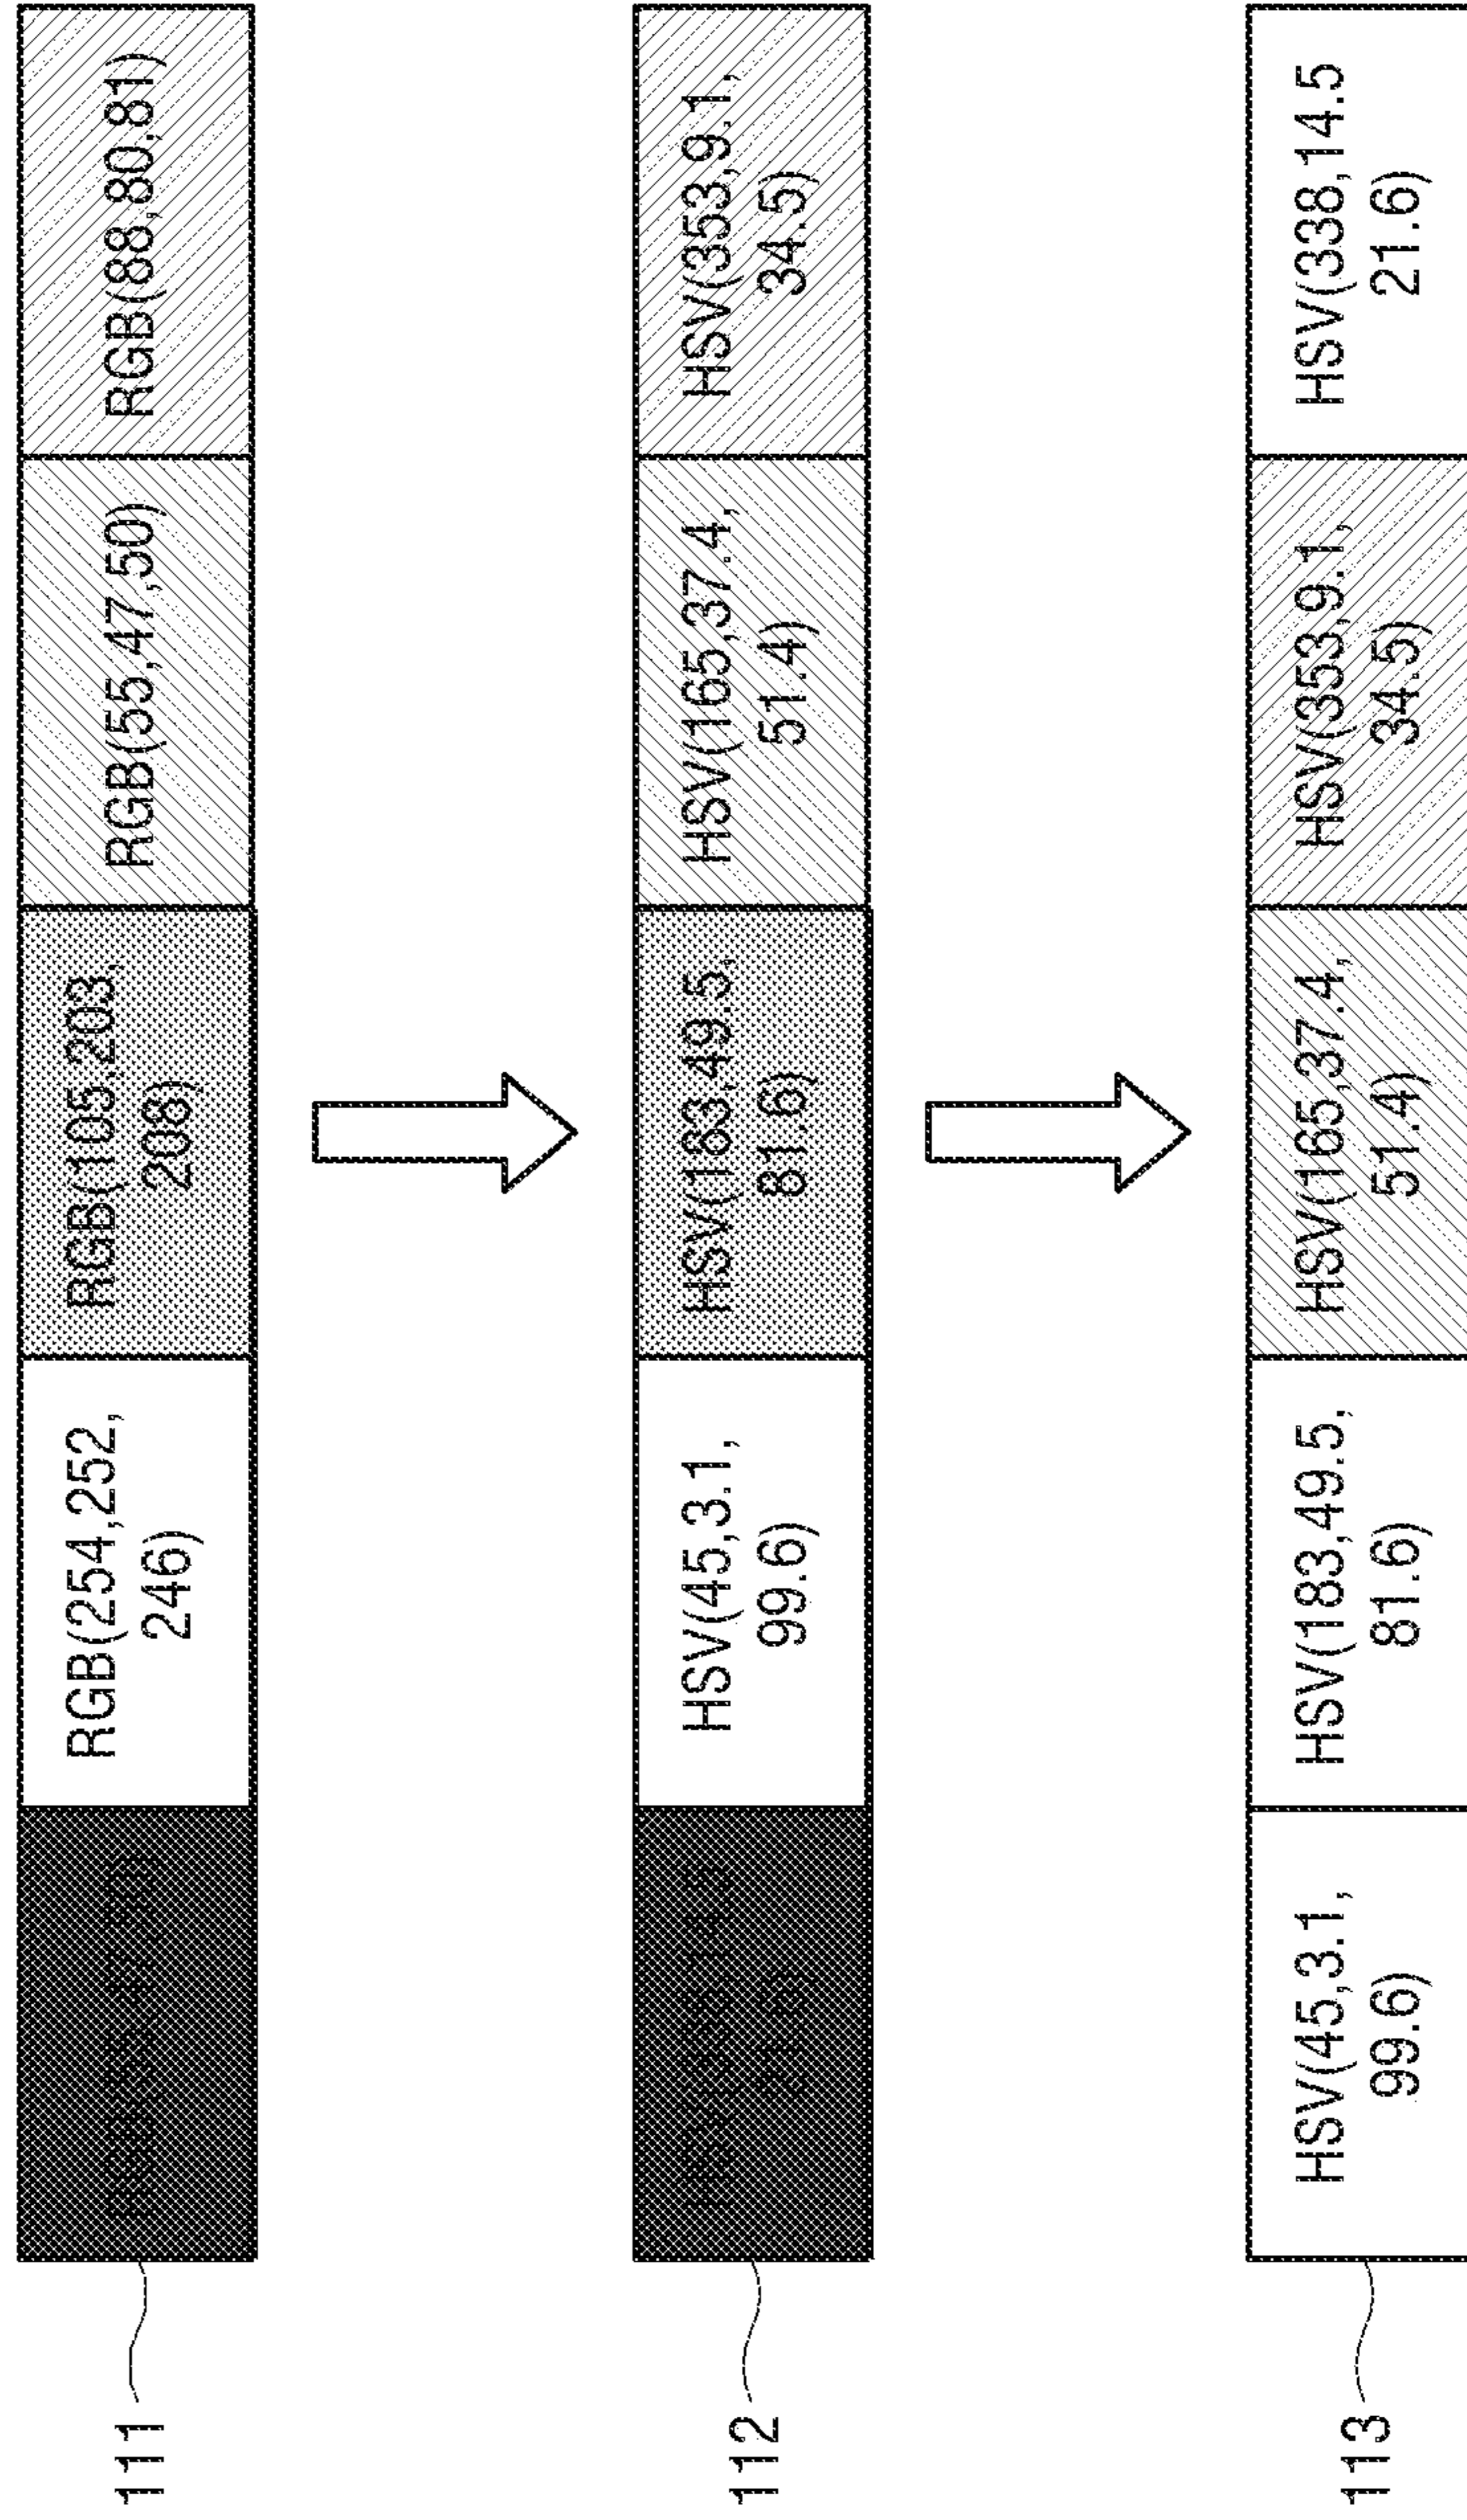 111
RGB(254,252,
246)
RGB(105,203,
208)
RGB(55,47,50)
RGB(88,80,81)
112
HSV(45,3.1,
99.6)
HSV(183,49.5,
81.6)
HSV(165,37.4,
51.4)
HSV(353,9.1,
34.5)
113
HSV(45,3.1,
99.6)
HSV(183,49.5,
81.6)
HSV(165,37.4,
51.4)
HSV(353,9.1,
34.5)
HSV(338,14.5
21.6)